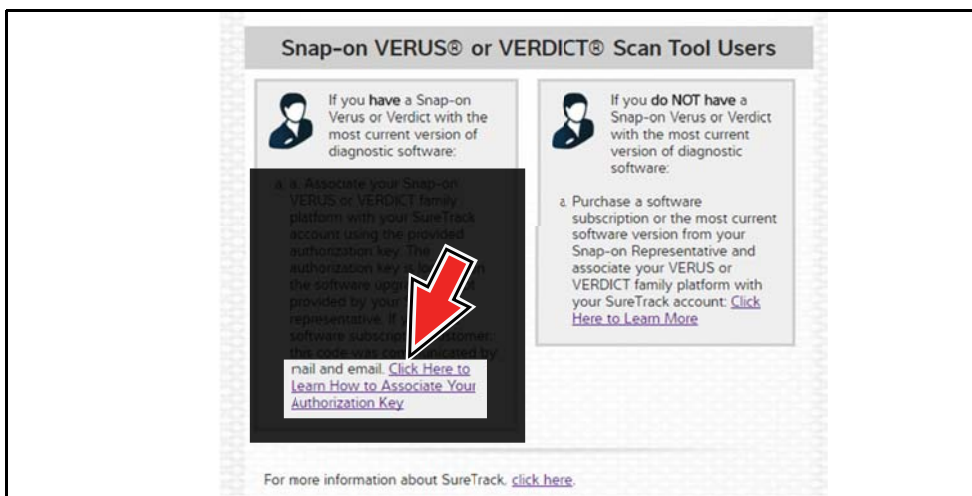 Snap-on VERUS® or VERDICT® Scan Tool Users
If you have a Snap-on
Verus or Verdict with the
most current version of
diagnostic software:
a. a. Associate your Snap-on
VERUS or VERDICT family
platform with your SureTrack
account using the provided
authorization key. The
authorization key is
the software
provided by your
representative. If
software
this code was communicated by
mail and email. Click Here to
Learn How to Associate Your
Authorization Key
If you do NOT have a
Snap-on Verus or Verdict
with the most current
version of diagnostic
software:
a. Purchase a software
subscription or the most current
software version from your
Snap-on Representative and
associate your VERUS or
VERDICT family platform with
your SureTrack account: Click
Here to Learn More
For more information about SureTrack, click here.